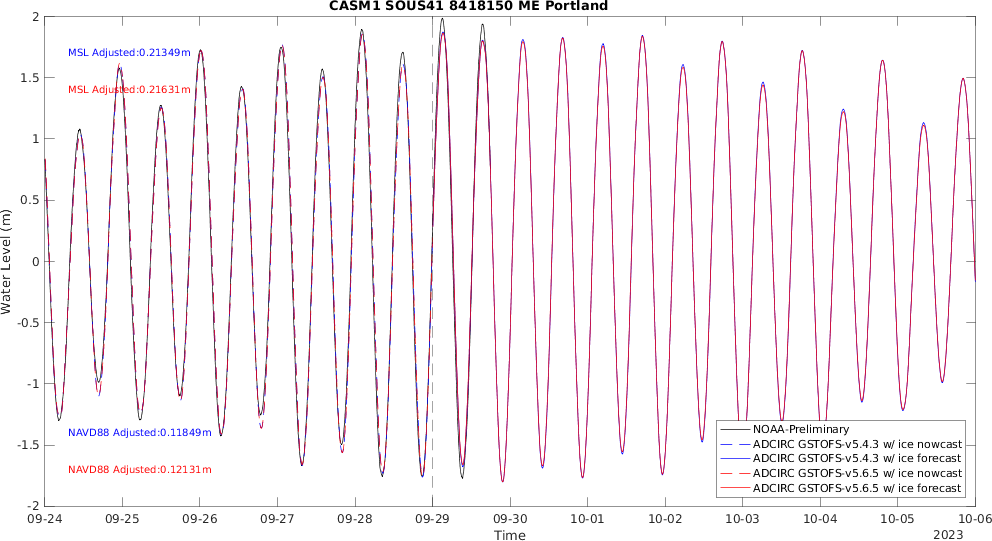 CASM1 SOUS41 8418150 ME Portland
2
1.5
1
0.5
0
-0.5
-1
-1.5
-2
Water Level (m)
MSL Adjusted:0.21349m
MSL Adjusted:0.21631m
NAVD88 Adjusted:0.11849m
NAVD88 Adjusted:0.12131m
NOAA-Preliminary
ADCIRC GSTOFS-v5.4.3 w/ ice nowcast
ADCIRC GSTOFS-v5.4.3 w/ ice forecast
ADCIRC GSTOFS-v5.6.5 w/ ice nowcast
ADCIRC GSTOFS-v5.6.5 w/ ice forecast
09-24 09-25 09-26 09-27 09-28 09-29 09-30 10-01 10-02 10-03 10-04 10-05 10-06
Time
2023